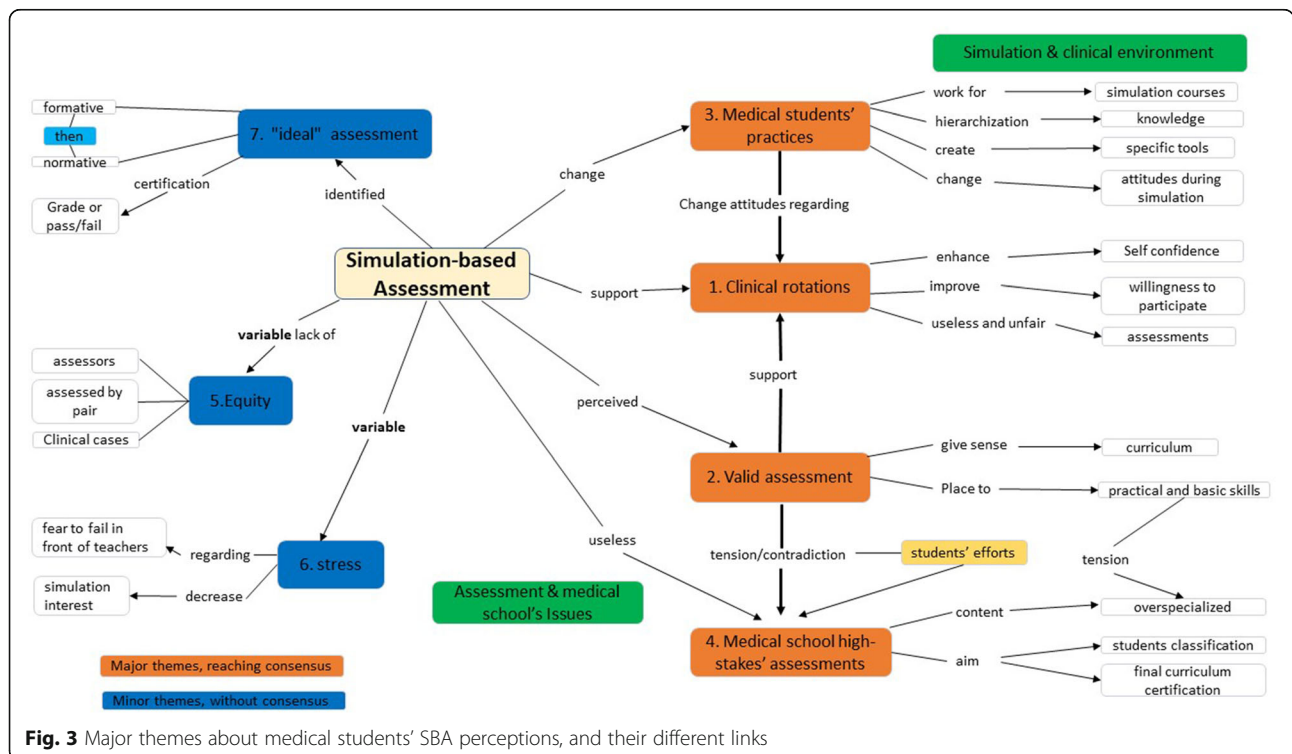 Simulation & clinical environment
formative
then
normative
7. "ideal" assessment
certification
Grade or
pass/fail
identified
change
3. Medical students'
practices
work for
simulation courses
hierarchization
knowledge
create
specific tools
change
attitudes during
simulation
Change attitudes regarding
Simulation-based
Assessment
support
1. Clinical rotations
enhance
Self confidence
improve
willingness to
participate
useless and unfair
assessments
variable lack of
assessors
assessed by
pair
Clinical cases
5.Equity
support
perceived
variable
2. Valid assessment
give sense
curriculum
Place to
practical and basic skills
fear to fail in
front of teachers
regarding
6. stress
simulation
interest
decrease
useless
tension/contradiction
students' efforts
tension
Assessment & medical
school's Issues
4. Medical school high-
stakes' assessments
content
overspecialized
aim
students classification
final curriculum
certification
Major themes, reaching consensus
Minor themes, without consensus
Fig. 3 Major themes about medical students' SBA perceptions, and their different links